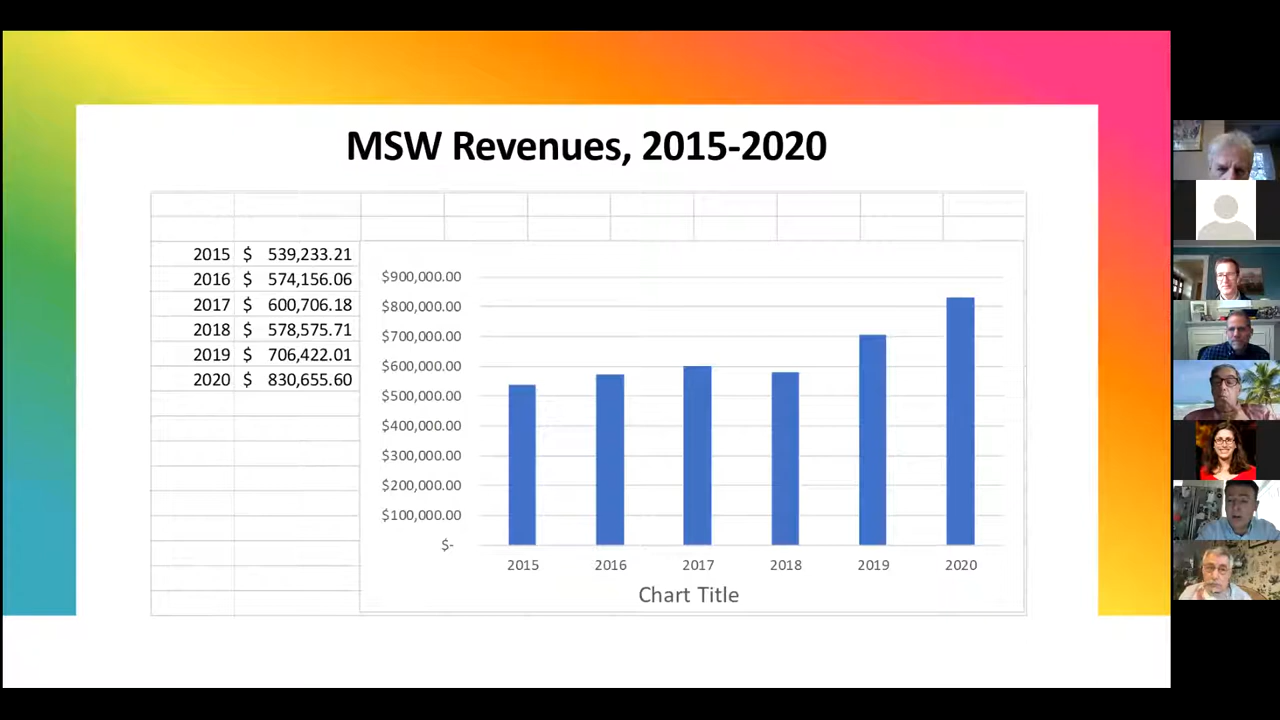 MSW Revenues, 2015-2020
2015 $ 539,233.21
2016 $ 574,156.06
2017 $ 600,706.18
2018 $ 578,575.71
2019 $ 706,422.01
2020 $ 830,655.60
$900,000.00
$800,000.00
$700,000.00
$600,000.00
$500,000.00
$400,000.00
$300,000.00
$200,000.00
$100,000.00
$-
2015 2016 2017 2018 2019 2020
Chart Title